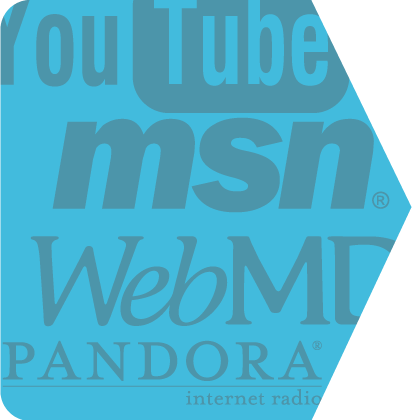 YouTube
msn®
WebMD
PANDORA®
internet radio